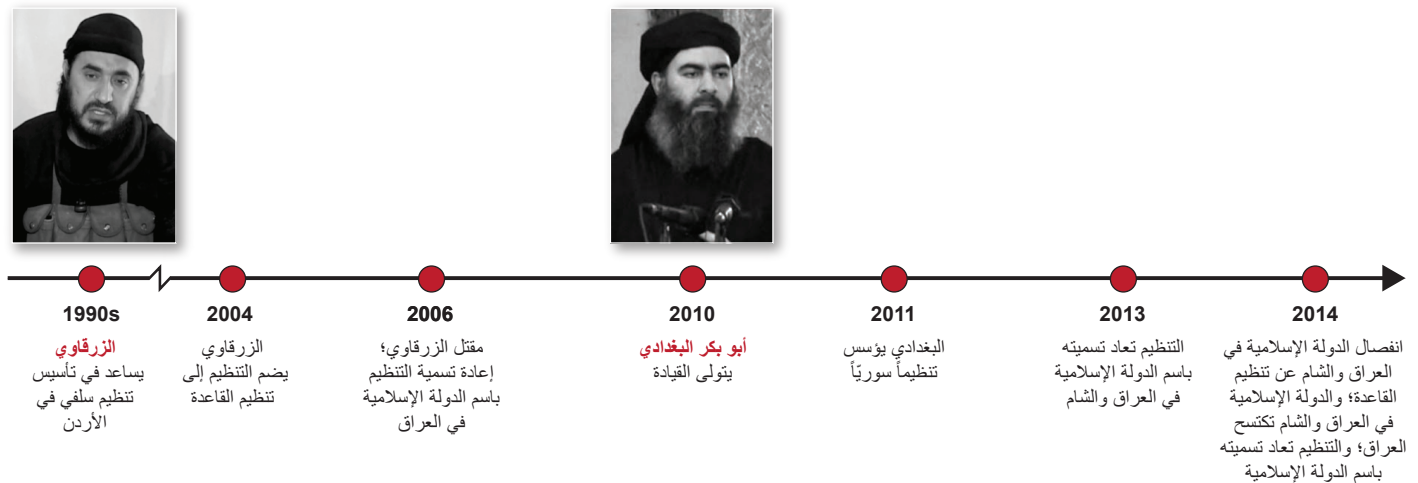 1990s
الزرقاوي
يساعد في تأسيس
تنظيم سلفي في
الأردن
2004
الزرقاوي
يضم التنظيم إلى
تنظيم القاعدة
2006
مقتل الزرقاوي؛
إعادة تسمية التنظيم
باسم الدولة الإسلامية
في العراق
2010
أبو بكر البغدادي
يتولى القيادة
2011
البغدادي يؤسس
تنظيماً سوريّاً
2013
التنظيم تعاد تسميته
باسم الدولة الإسلامية
في العراق والشام
2014
انفصال الدولة الإسلامية في
العراق والشام عن تنظيم
القاعدة؛ والدولة الإسلامية
في العراق والشام تكتسح
العراق؛ والتنظيم تعاد تسميته
باسم الدولة الإسلامية